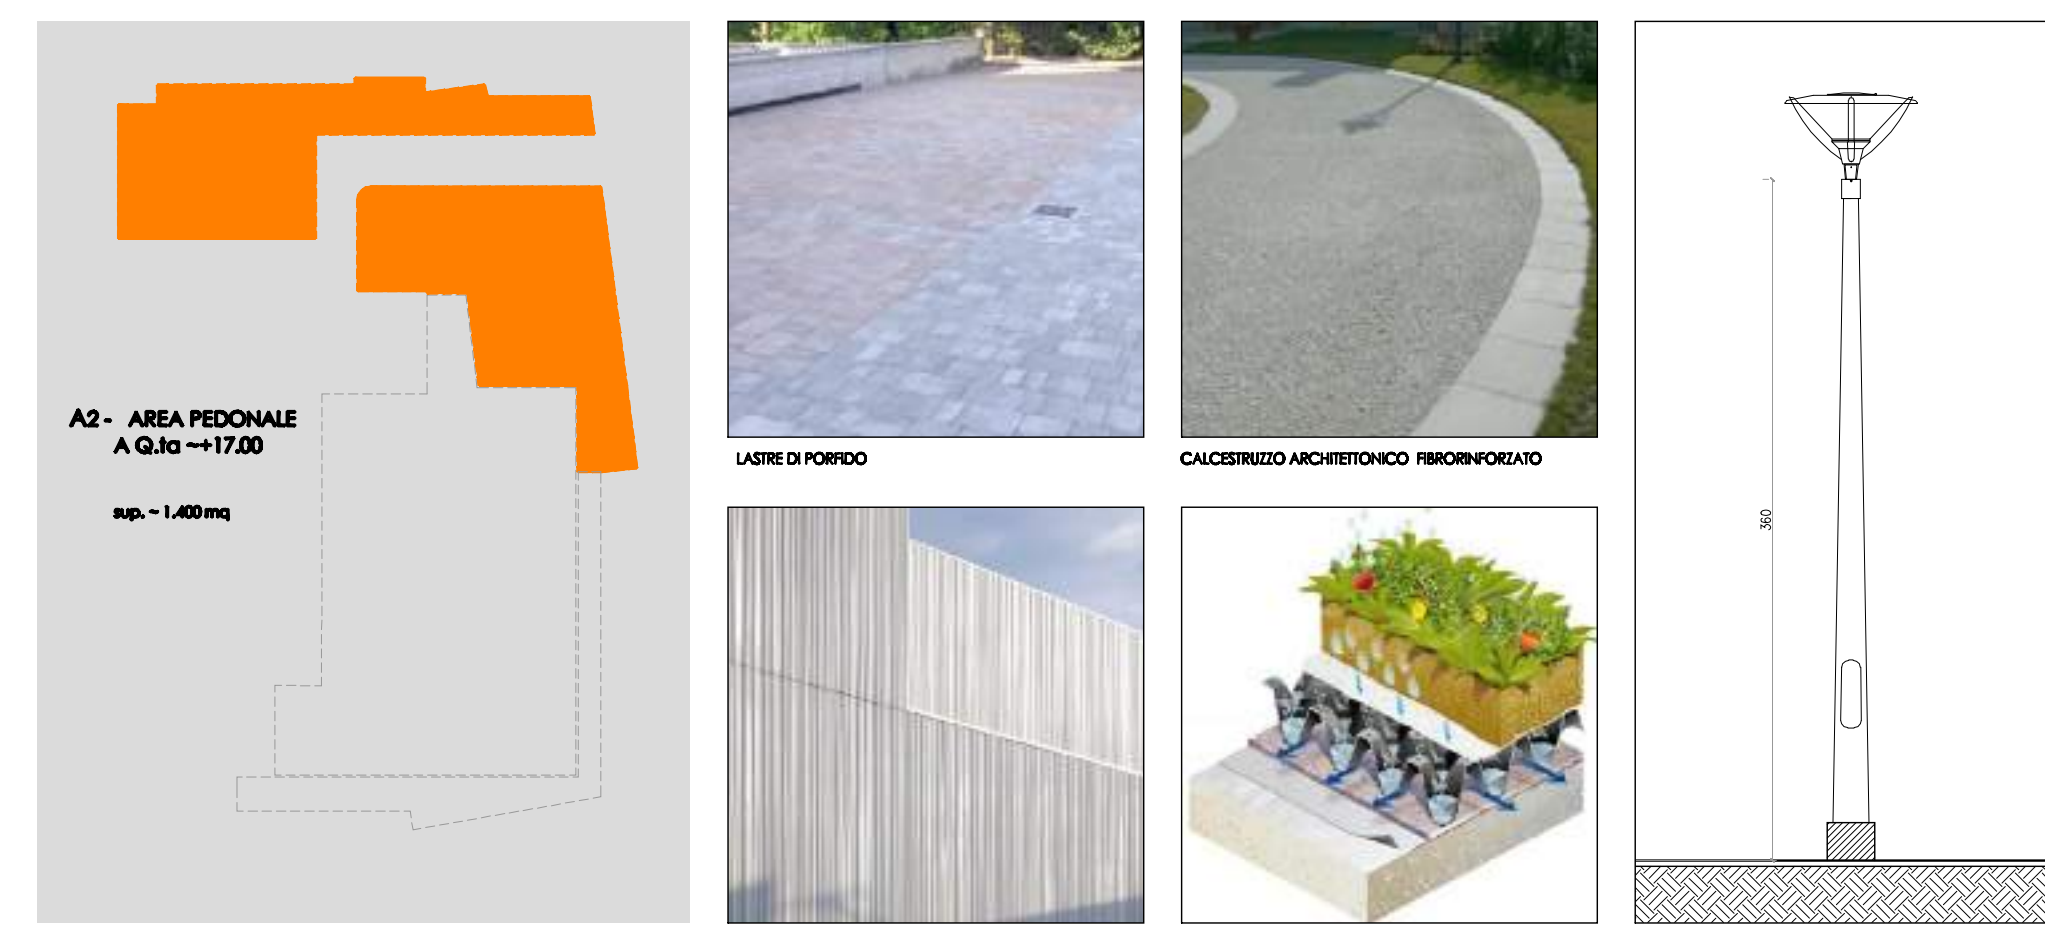 A2 - AREA PEDONALE
A Q.ta ~+17.00
sup. ~ 1.400 mq
LASTRE DI PORFIDO
CALCESTRUZZO ARCHITETTONICO FIBRORINFORZATO
360